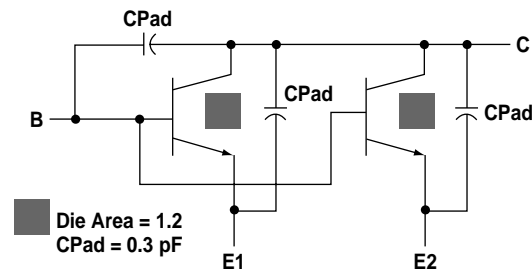 CPad
C
CPad
CPad
B
Die Area = 1.2
CPad = 0.3 pF
E1
E2